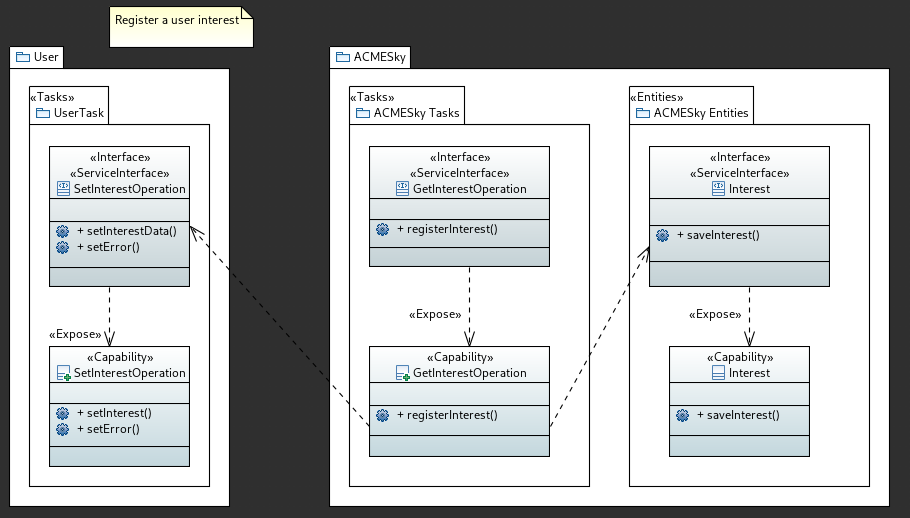 Register a user interest
User
«Tasks»
UserTask
«Interface»
«ServiceInterface»
SetInterestOperation
+ setInterestData()
+ setError()
«Expose»
«Capability»
SetInterestOperation
+ setInterest()
+ setError()
ACMESky
«Tasks»
ACMESky Tasks
«Interface»
«ServiceInterface»
GetInterestOperation
+ registerInterest()
«Expose»
«Capability»
GetInterestOperation
+ registerInterest()
«Entities»
ACMESky Entities
«Interface»
«ServiceInterface»
Interest
+ saveInterest()
«Expose»
«Capability»
Interest
+ saveInterest()